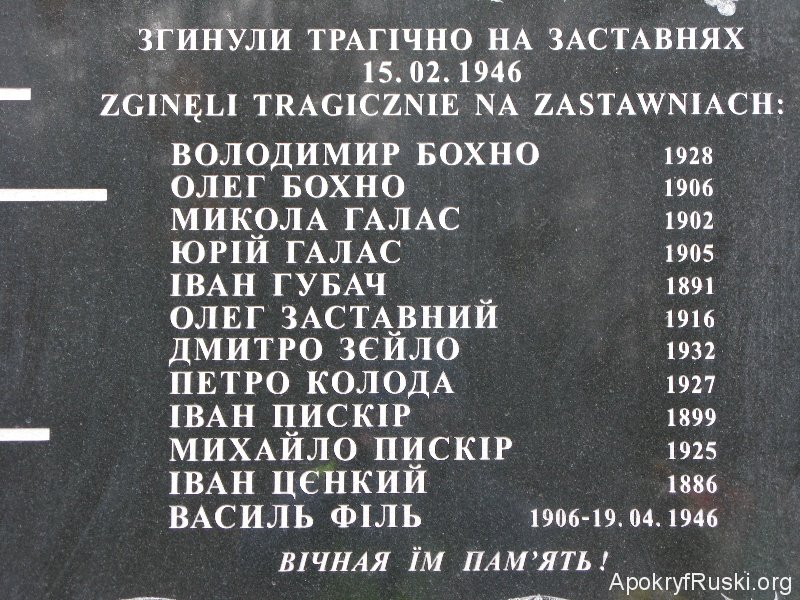 ЗГИНУЛИ ТРАГІЧНО НА ЗАСТАВНЯХ
15.02.1946
ZGINĘLI TRAGICZNIE NA ZASTAWNIACH:
ВОЛОДИМИР БОХНО 1928
ОЛЕГ БОХНО 1906
МИКОЛА ГАЛАС 1902
ЮРІЙ ГАЛАС 1905
ІВАН ГУБАЧ 1891
ОЛЕГ ЗАСТАВНИЙ 1916
ДМИТРО ЗЄЙЛО 1932
ПЕТРО КОЛОДА 1927
ІВАН ПИСКІР 1899
МИХАЙЛО ПИСКІР 1925
ІВАН ЦЄНКИЙ 1886
ВАСИЛЬ ФІЛЬ 1906-19.04.1946
ВІЧНАЯ ЇМ ПАМ'ЯТЬ!
ApokryfRuski.org